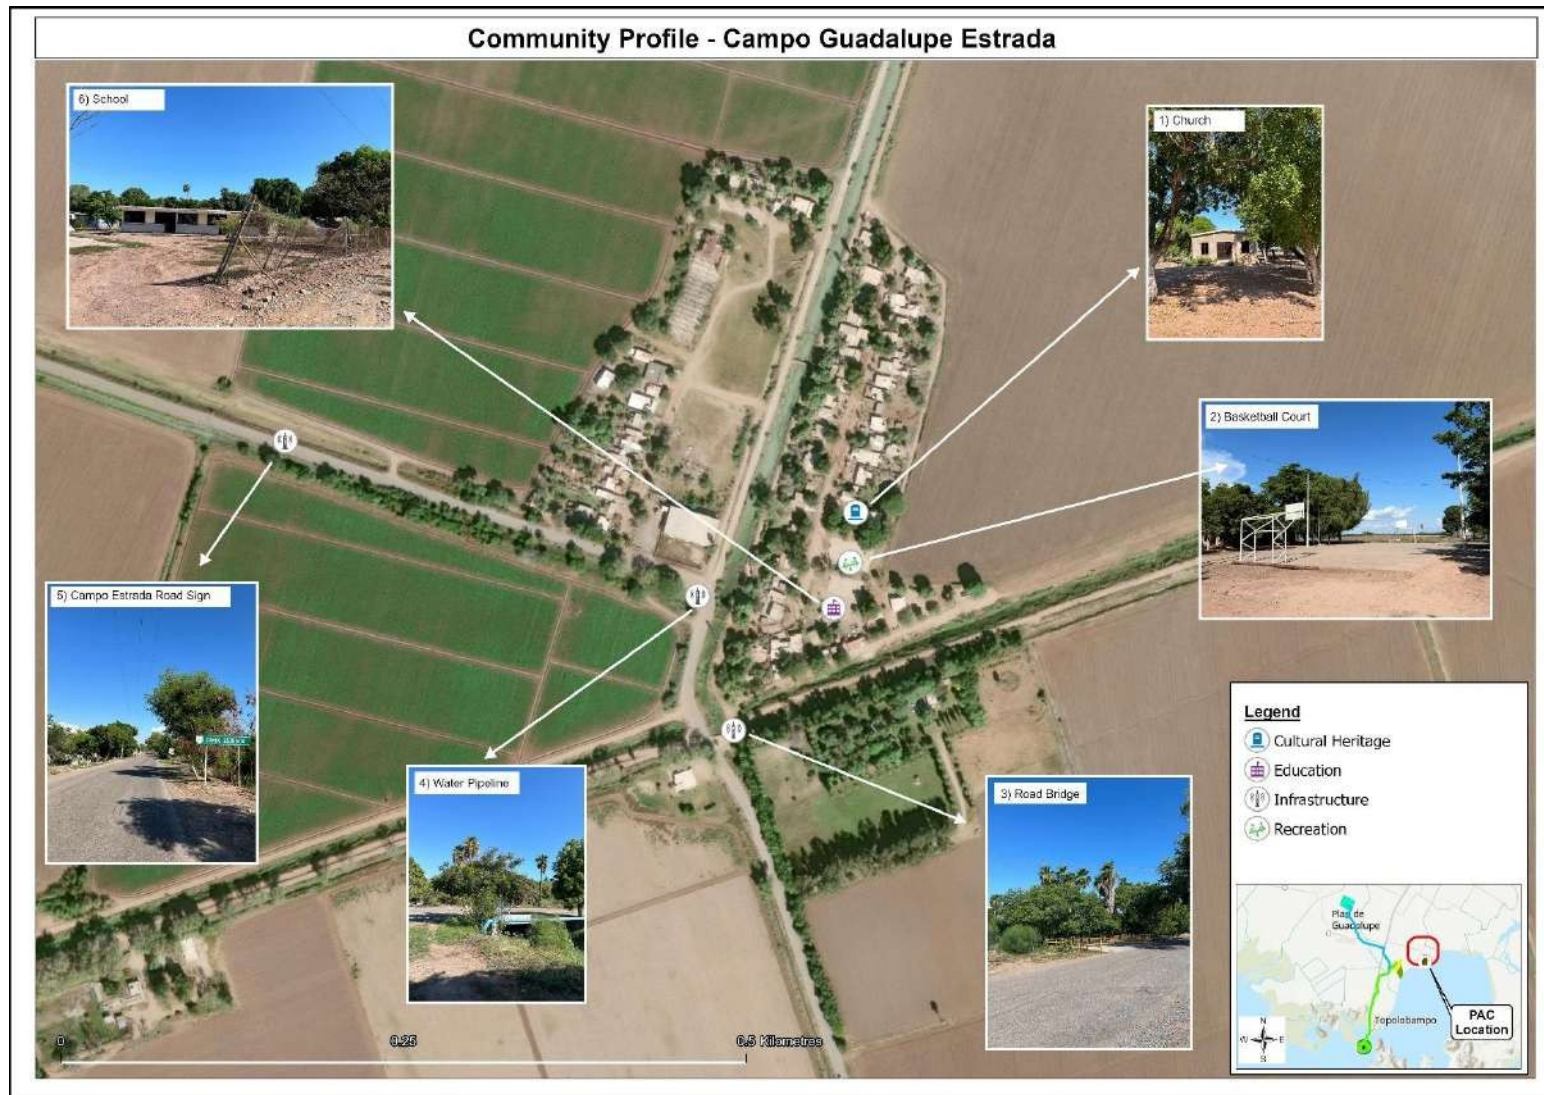 Community Profile - Campo Guadalupe Estrada
6) School
1) Church
2) Basketball Court
5) Campo Estrada Road Sign
4) Water Pipeline
3) Road Bridge
Legend
Cultural Heritage
Education
Infrastructure
Recreation
Plan de
Guadalupe
Topolobampo
PAC
Location
N
W E
S
0 0.25 0.5 Kilometres